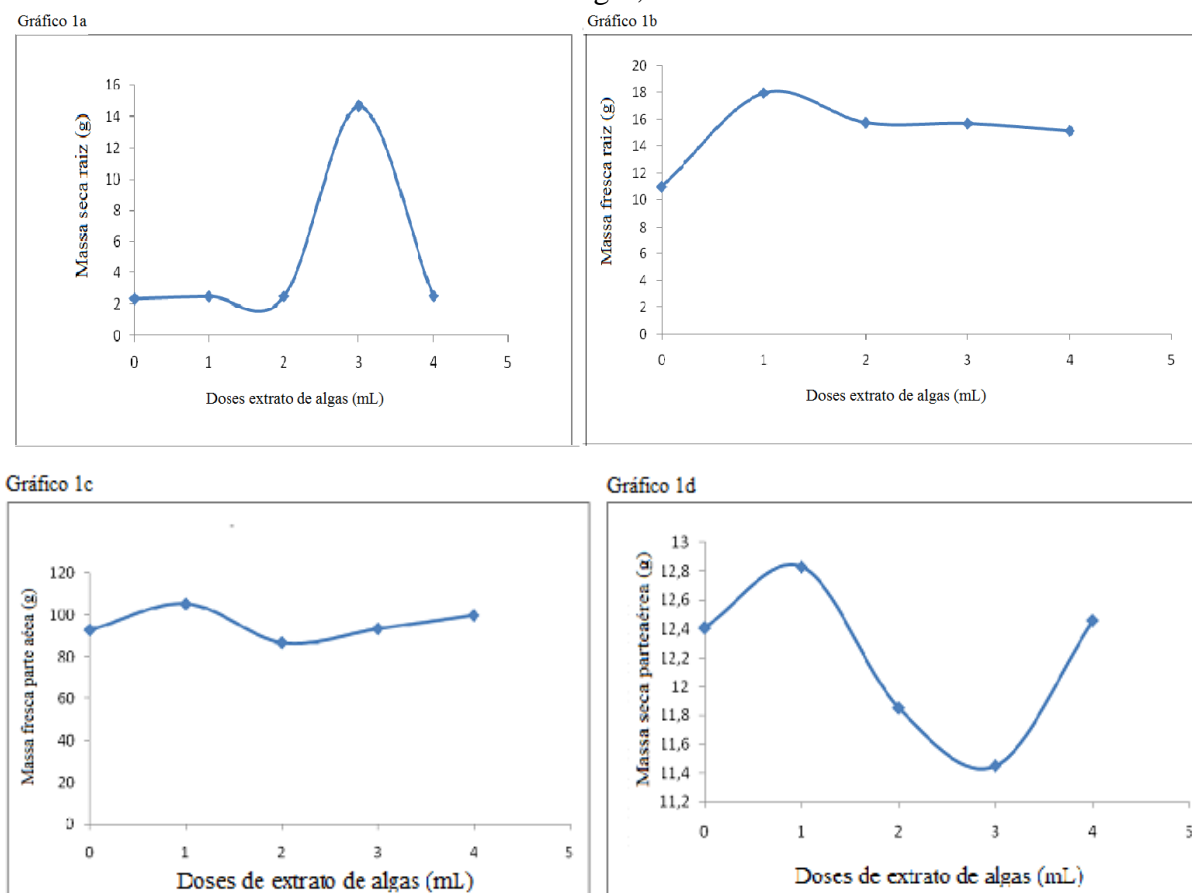 Gráfico 1a
Massa seca raiz (g)
16
14
12
10
8
6
4
2
0
0 1 2 3 4 5
Doses extrato de algas (mL)
Gráfico 1b
Massa fresca raiz (g)
20
18
16
14
12
10
8
6
4
2
0
0 1 2 3 4 5
Doses extrato de algas (mL)
Gráfico 1c
Massa fresca parte aéea (g)
120
100
80
60
40
20
0
0 1 2 3 4 5
Doses de extrato de algas (mL)
Gráfico 1d
Massa seca parteaérea (g)
13
12,8
12,6
12,4
12,2
12
11,8
11,6
11,4
11,2
0 1 2 3 4 5
Doses de extrato de algas (mL)